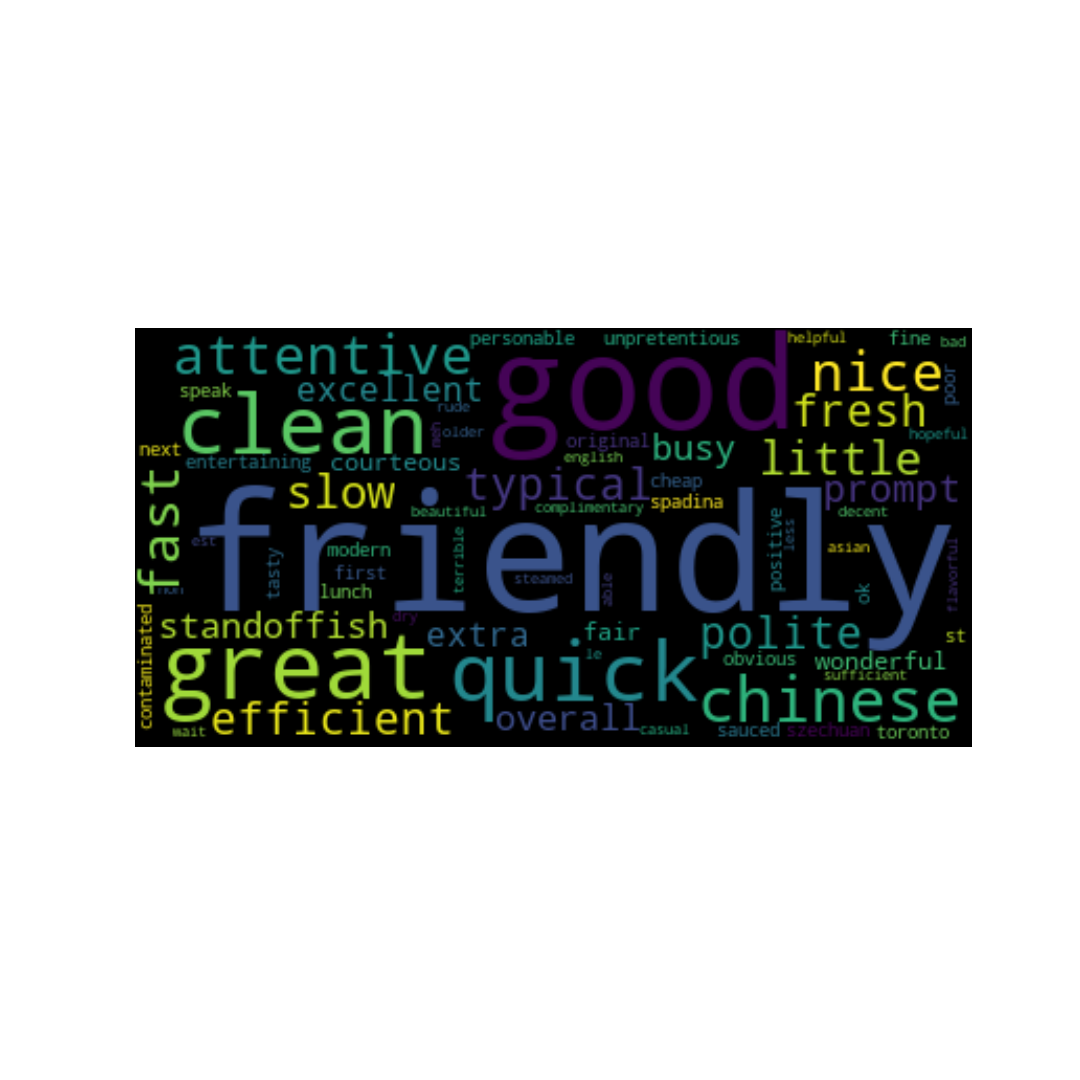 attentive
personable
unpretentious
helpful
fine
bad
good
nice
excellent
speak
poor
clean
rude
fresh
older
meh
original
busy
hopeful
next
entertaining
courteous
english
little
fast
slow
typical
cheap
prompt
spadina
beautiful
complimentary
decent
friendly
est
modern
terrible
positive
less
asian
flavorful
tasty
first
steamed
able
ok
lunch
contaminated
standoffish
dry
extra
fair
polite
st
great
quick
le
obvious
wonderful
sufficient
chinese
efficient
overall
wait
casual
sauced
szechuan
toronto